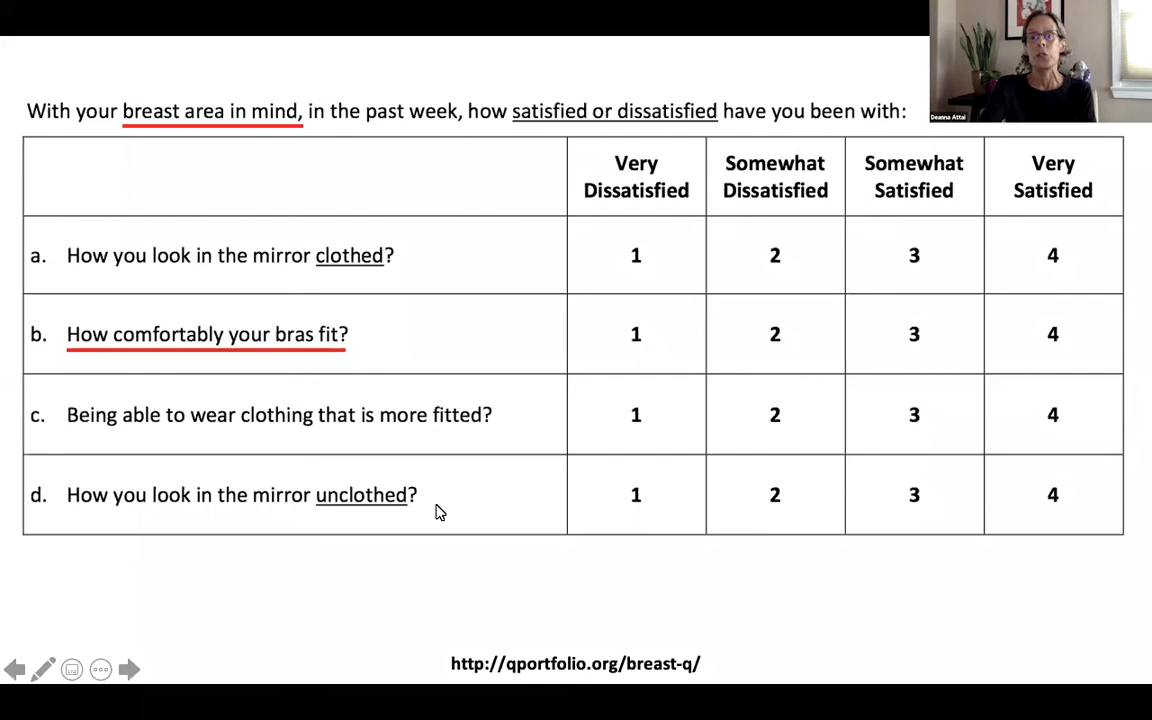 Deanna Attai
With your breast area in mind, in the past week, how satisfied or dissatisfied have you been with:
Very Dissatisfied
Somewhat Dissatisfied
Somewhat Satisfied
Very Satisfied
a. How you look in the mirror clothed? 1 2 3 4
b. How comfortably your bras fit? 1 2 3 4
c. Being able to wear clothing that is more fitted? 1 2 3 4
d. How you look in the mirror unclothed? 1 2 3 4
http://qportfolio.org/breast-q/